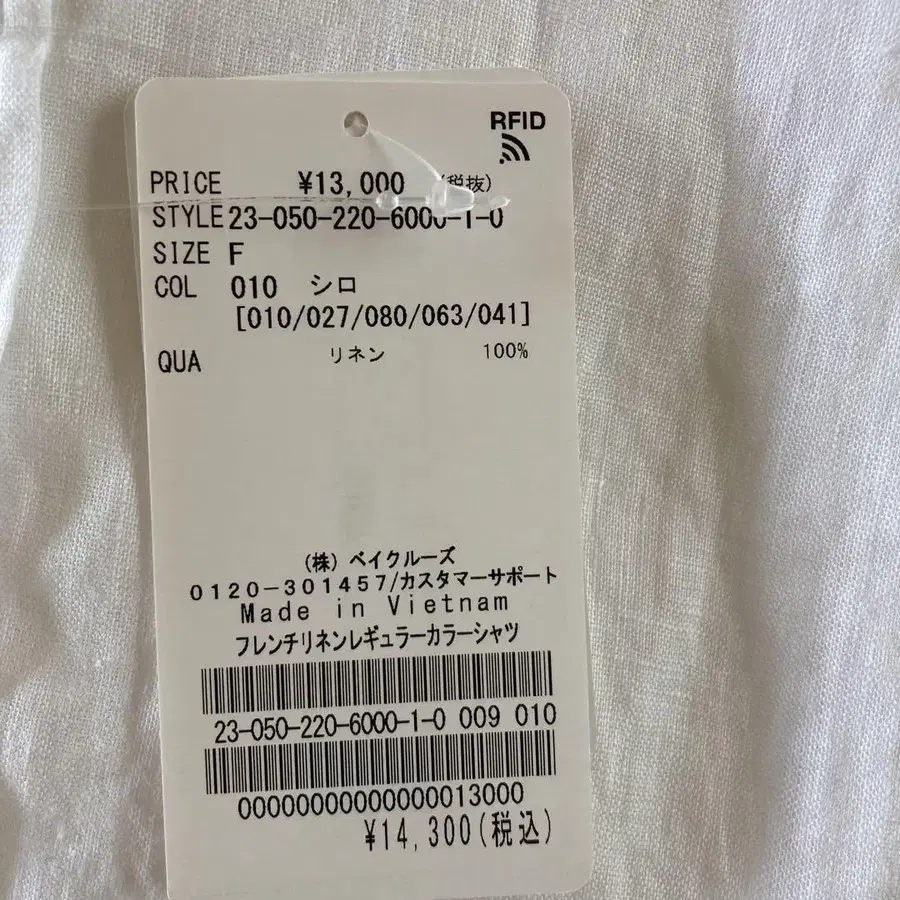 RFID
PRICE ¥13,000 (税抜)
STYLE 23-050-220-6000-1-0
SIZE F
COL 010 シロ
[010/027/080/063/041]
QUA リネン 100%
(株) ベイクルーズ
0120-301457/カスタマーサポート
Made in Vietnam
フレンチリネンレギュラーカラーシャツ
23-050-220-6000-1-0 009 010
00000000000000013000
¥14,300(税込)